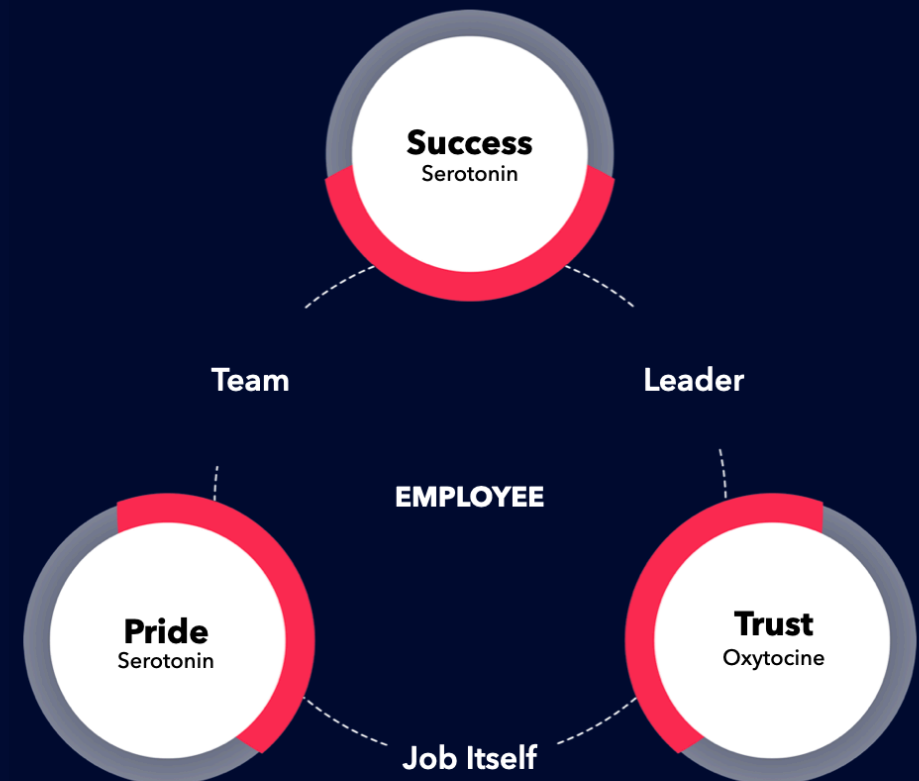 Success
Serotonin
Team
Leader
EMPLOYEE
Pride
Serotonin
Trust
Oxytocine
Job Itself